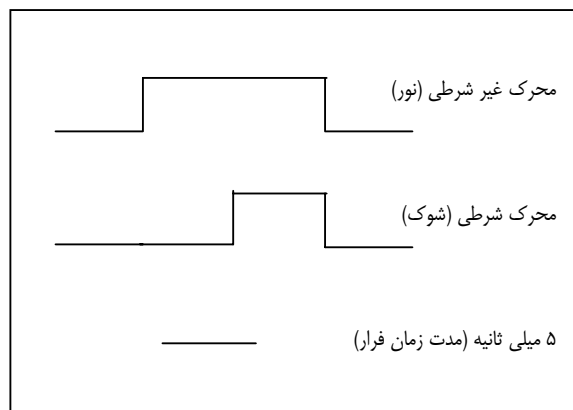 محرک غیر شرطی (نور)
محرک شرطی (شوک)
۵ میلی ثانیه (مدت زمان فرار)